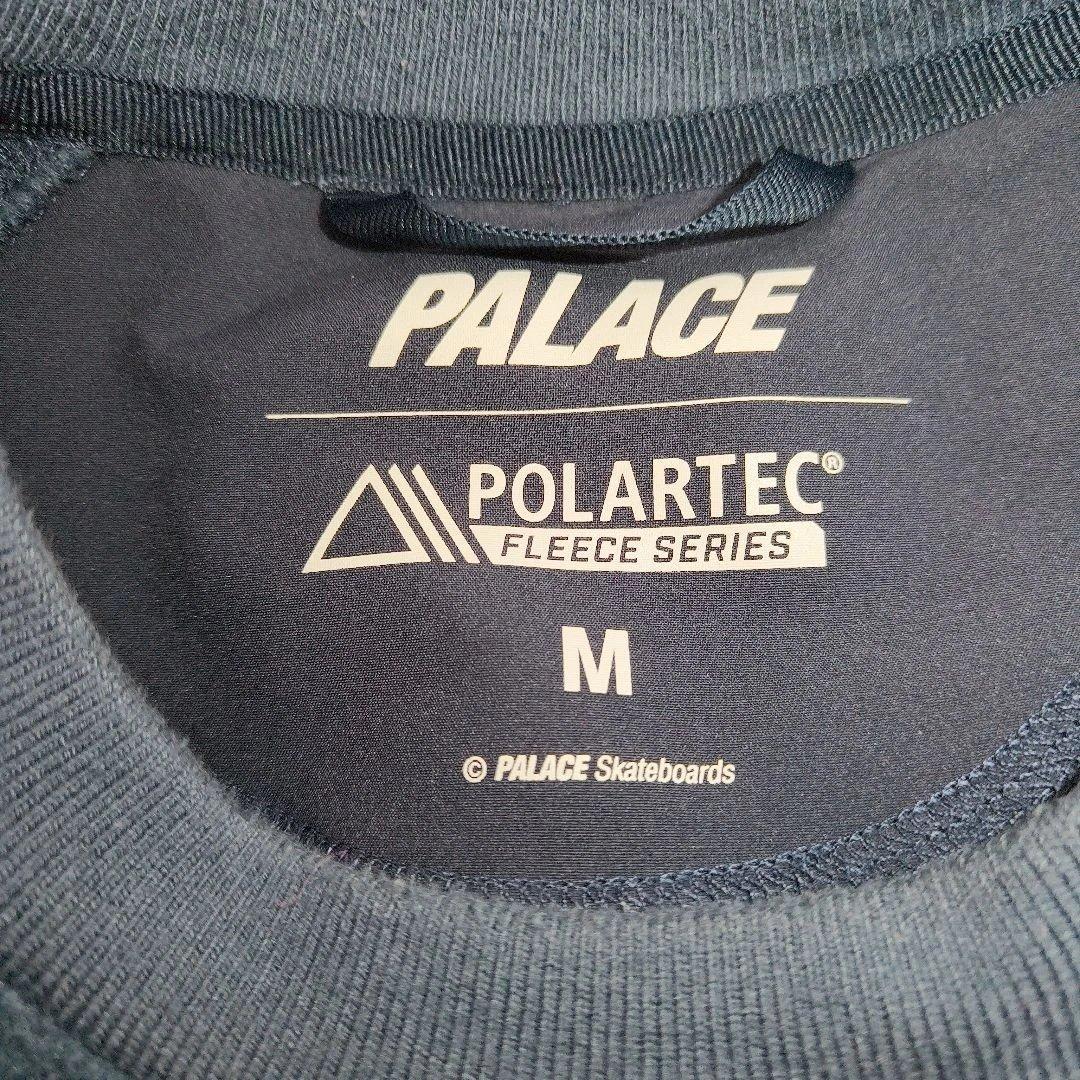 PALACE
POLARTEC®
FLEECE SERIES
M
© PALACE Skateboards